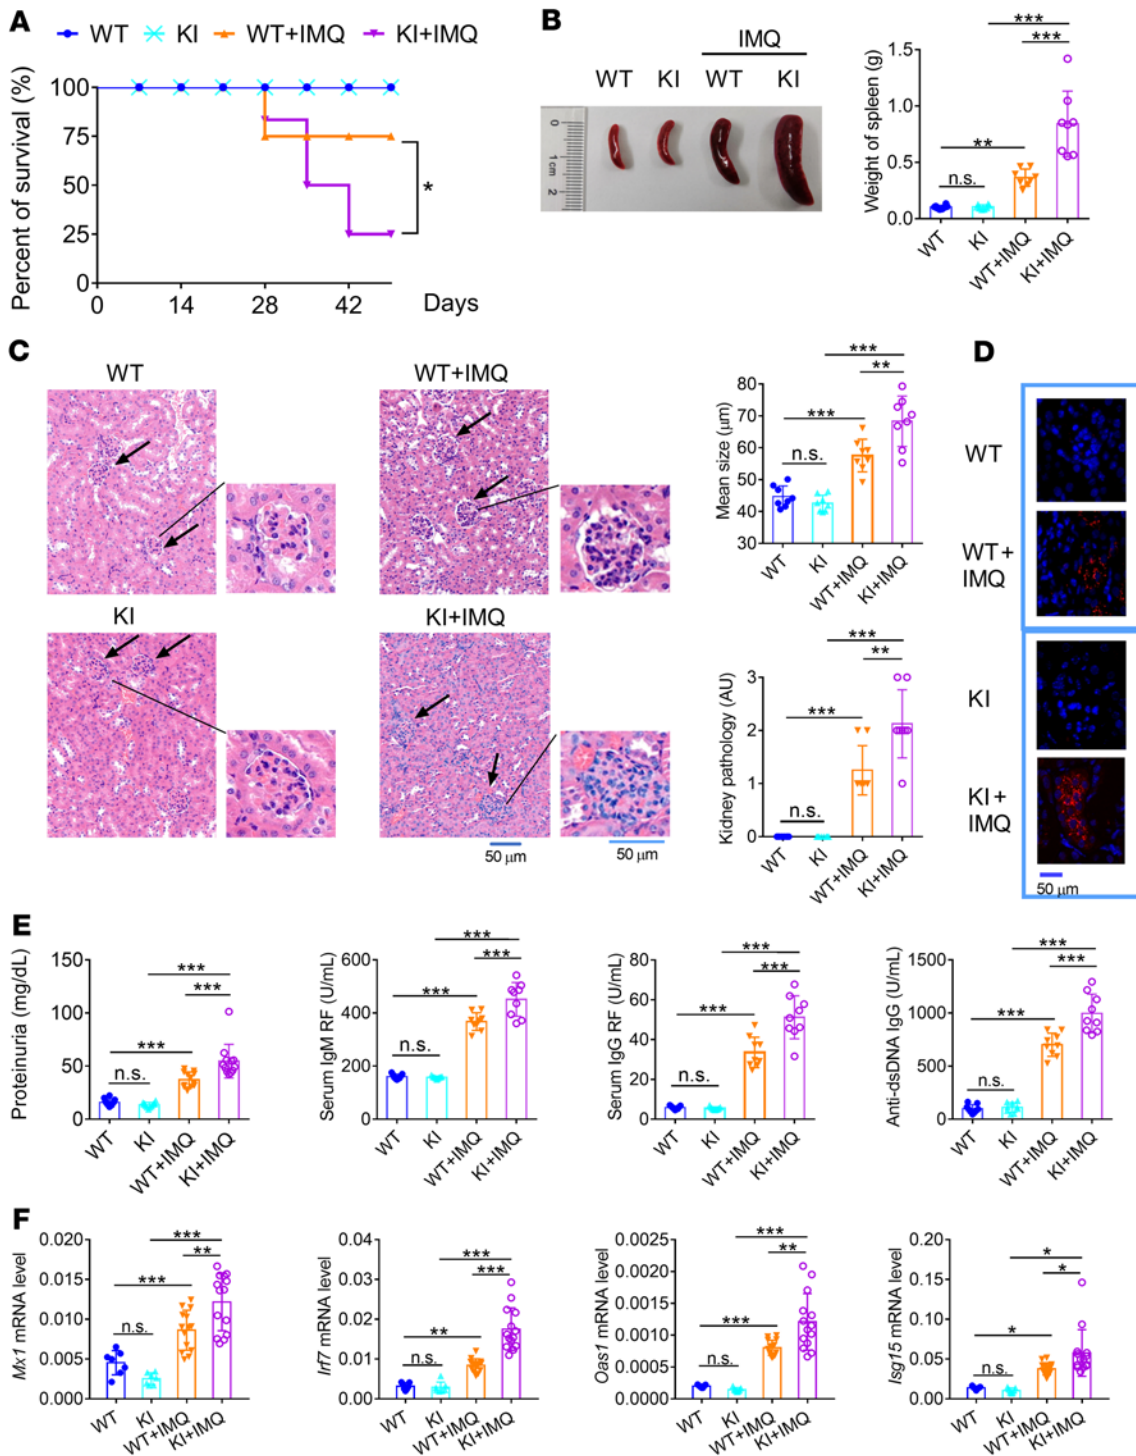 A
WT KI WT+IMQ KI+IMQ
Percent of survival (%)
100
75
50
25
0
0 14 28 42 Days
*
B
IMQ
WT KI WT KI
0
1 cm
2
Weight of spleen (g)
1.5
1.0
0.5
0.0
***
***
**
n.s.
WT KI WT+IMQ KI+IMQ
C
WT
WT+IMQ
KI
KI+IMQ
50 μm 50 μm
Mean size (μm)
80
70
60
50
40
30
***
**
***
n.s.
WT KI WT+IMQ KI+IMQ
Kidney pathology (AU)
3
2
1
0
***
**
***
n.s.
WT KI WT+IMQ KI+IMQ
D
WT
WT+
IMQ
KI
KI+
IMQ
50 μm
E
Proteinuria (mg/dL)
150
100
50
0
***
***
***
n.s.
WT KI WT+IMQ KI+IMQ
Serum IgM RF (U/mL)
600
400
200
0
***
***
***
n.s.
WT KI WT+IMQ KI+IMQ
Serum IgG RF (U/mL)
80
60
40
20
0
***
***
***
n.s.
WT KI WT+IMQ KI+IMQ
Anti-dsDNA IgG (U/mL)
1500
1000
500
0
***
***
***
n.s.
WT KI WT+IMQ KI+IMQ
F
Mx1 mRNA level
0.020
0.015
0.010
0.005
0.000
***
**
***
n.s.
WT KI WT+IMQ KI+IMQ
Irf7 mRNA level
0.04
0.03
0.02
0.01
0.00
***
***
**
n.s.
WT KI WT+IMQ KI+IMQ
Oas1 mRNA level
0.0025
0.0020
0.0015
0.0010
0.0005
0.0000
***
**
***
n.s.
WT KI WT+IMQ KI+IMQ
Isg15 mRNA level
0.20
0.15
0.10
0.05
0.00
*
*
*
n.s.
WT KI WT+IMQ KI+IMQ